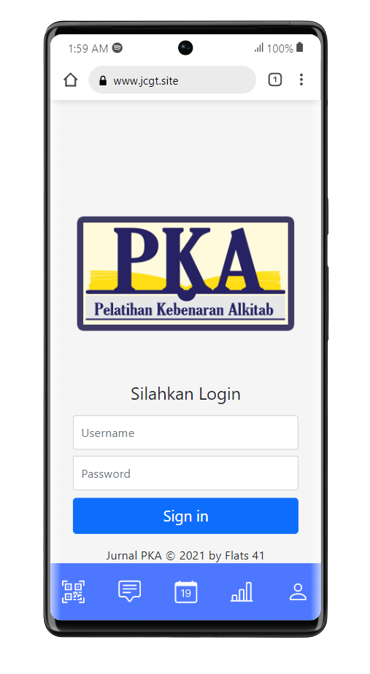 1:59 AM
100%
www.jcgt.site
1
PKA
Pelatihan Kebenaran Alkitab
Silahkan Login
Username
Password
Sign in
Jurnal PKA © 2021 by Flats 41
19